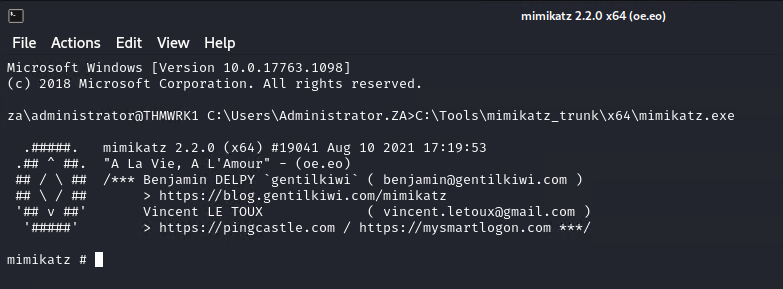 mimikatz 2.2.0 x64 (oe.eo)
File Actions Edit View Help
Microsoft Windows [Version 10.0.17763.1098]
(c) 2018 Microsoft Corporation. All rights reserved.
za\administrator@THMWRK1 C:\Users\Administrator.ZA>C:\Tools\mimikatz_trunk\x64\mimikatz.exe
  .#####.   mimikatz 2.2.0 (x64) #19041 Aug 10 2021 17:19:53
 .## ^ ##.  "A La Vie, A L'Amour" - (oe.eo)
 ## / \ ##  /*** Benjamin DELPY `gentilkiwi` ( benjamin@gentilkiwi.com )
 ## \ / ##       > https://blog.gentilkiwi.com/mimikatz
 '## v ##'       Vincent LE TOUX             ( vincent.letoux@gmail.com )
  '#####'        > https://pingcastle.com / https://mysmartlogon.com ***/
mimikatz #